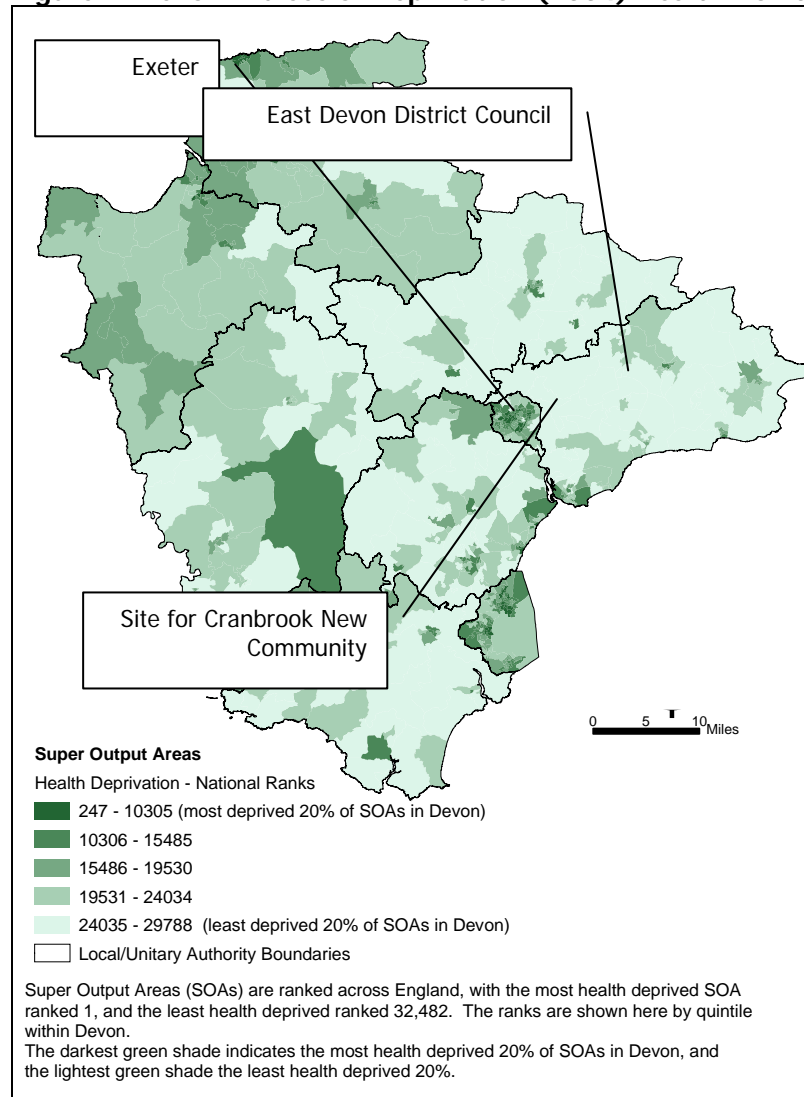 Exeter
East Devon District Council
Site for Cranbrook New
Community
0 5 10
Miles
Super Output Areas
Health Deprivation - National Ranks
247 - 10305 (most deprived 20% of SOAs in Devon)
10306 - 15485
15486 - 19530
19531 - 24034
24035 - 29788 (least deprived 20% of SOAs in Devon)
Local/Unitary Authority Boundaries
Super Output Areas (SOAs) are ranked across England, with the most health deprived SOA
ranked 1, and the least health deprived ranked 32,482. The ranks are shown here by quintile
within Devon.
The darkest green shade indicates the most health deprived 20% of SOAs in Devon, and
the lightest green shade the least health deprived 20%.